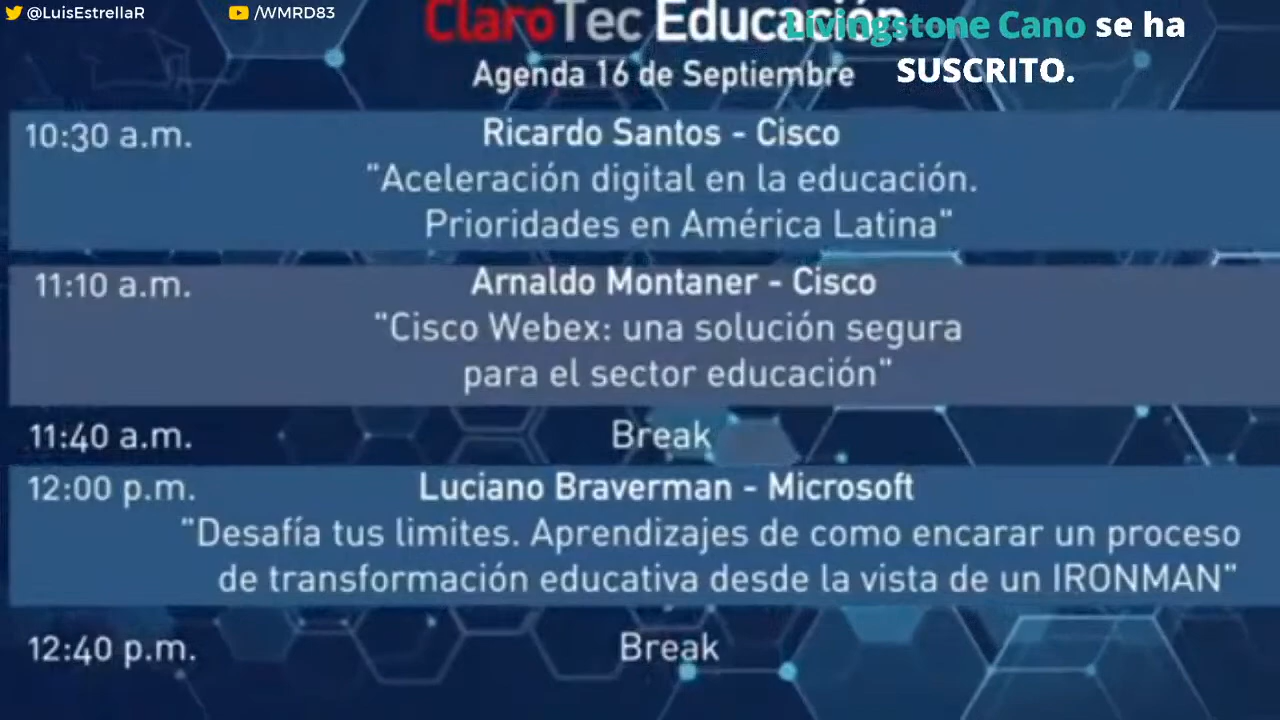 @LuisEstrellaR
/WMRD83
ClaroTec Educación
Livingstone Cano se ha
SUSCRITO.
Agenda 16 de Septiembre
10:30 a.m.
Ricardo Santos - Cisco
"Aceleración digital en la educación.
Prioridades en América Latina"
11:10 a.m.
Arnaldo Montaner - Cisco
"Cisco Webex: una solución segura
para el sector educación"
11:40 a.m.
Break
12:00 p.m.
Luciano Braverman - Microsoft
"Desafía tus limites. Aprendizajes de como encarar un proceso
de transformación educativa desde la vista de un IRONMAN"
12:40 p.m.
Break